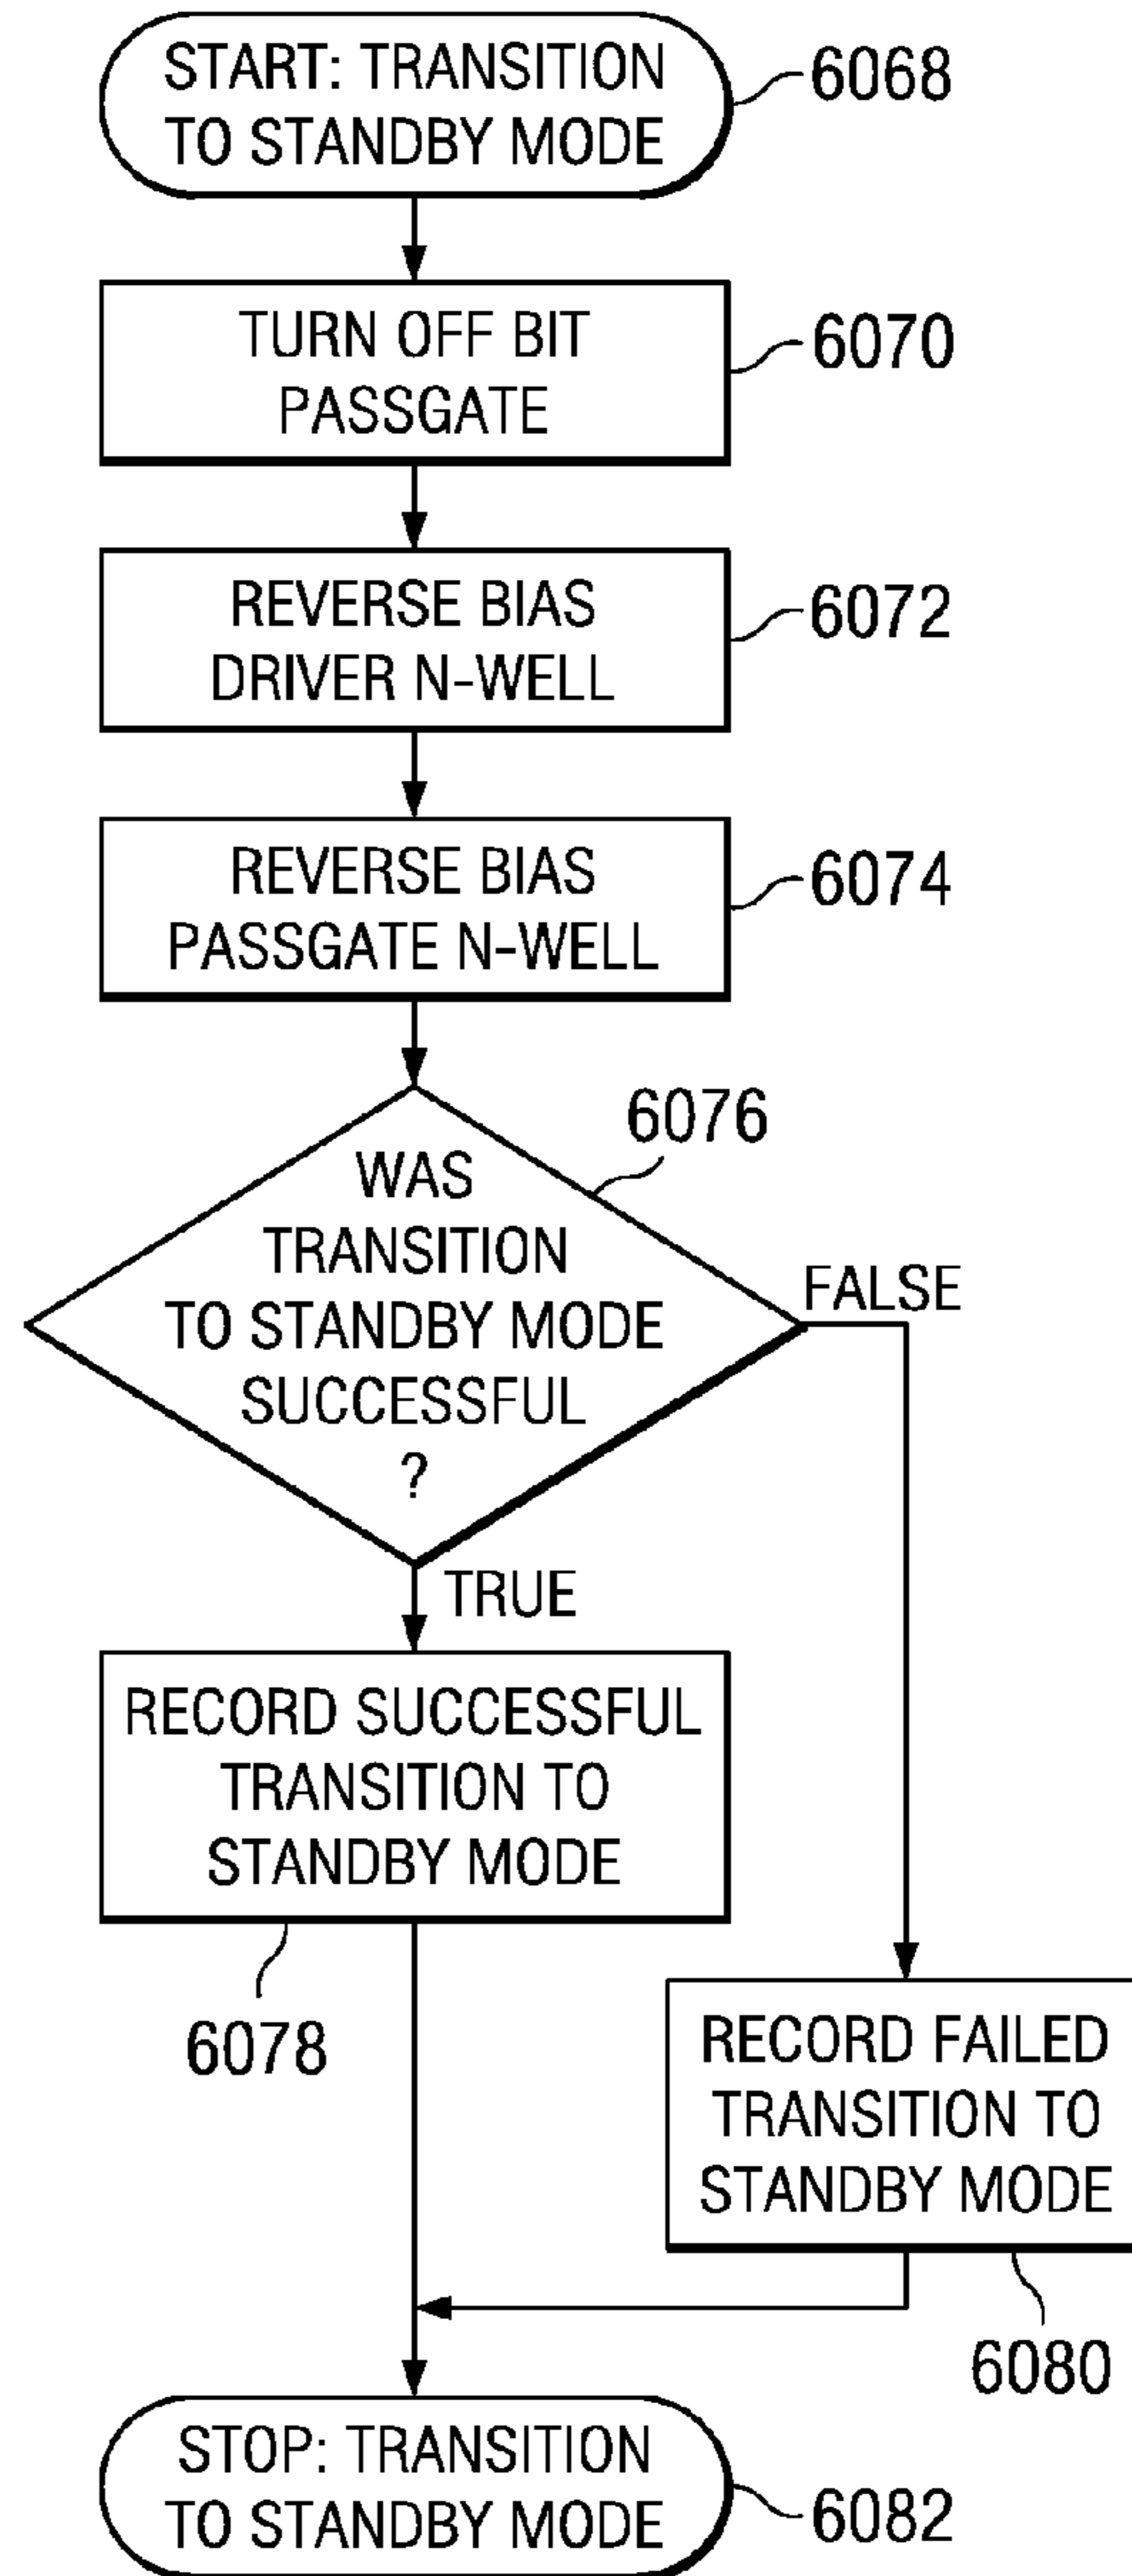 START: TRANSITION
TO STANDBY MODE
6068
TURN OFF BIT
PASSGATE
6070
REVERSE BIAS
DRIVER N-WELL
6072
REVERSE BIAS
PASSGATE N-WELL
6074
6076
WAS
TRANSITION
TO STANDBY MODE
SUCCESSFUL
?
FALSE
TRUE
RECORD SUCCESSFUL
TRANSITION TO
STANDBY MODE
6078
RECORD FAILED
TRANSITION TO
STANDBY MODE
6080
STOP: TRANSITION
TO STANDBY MODE
6082